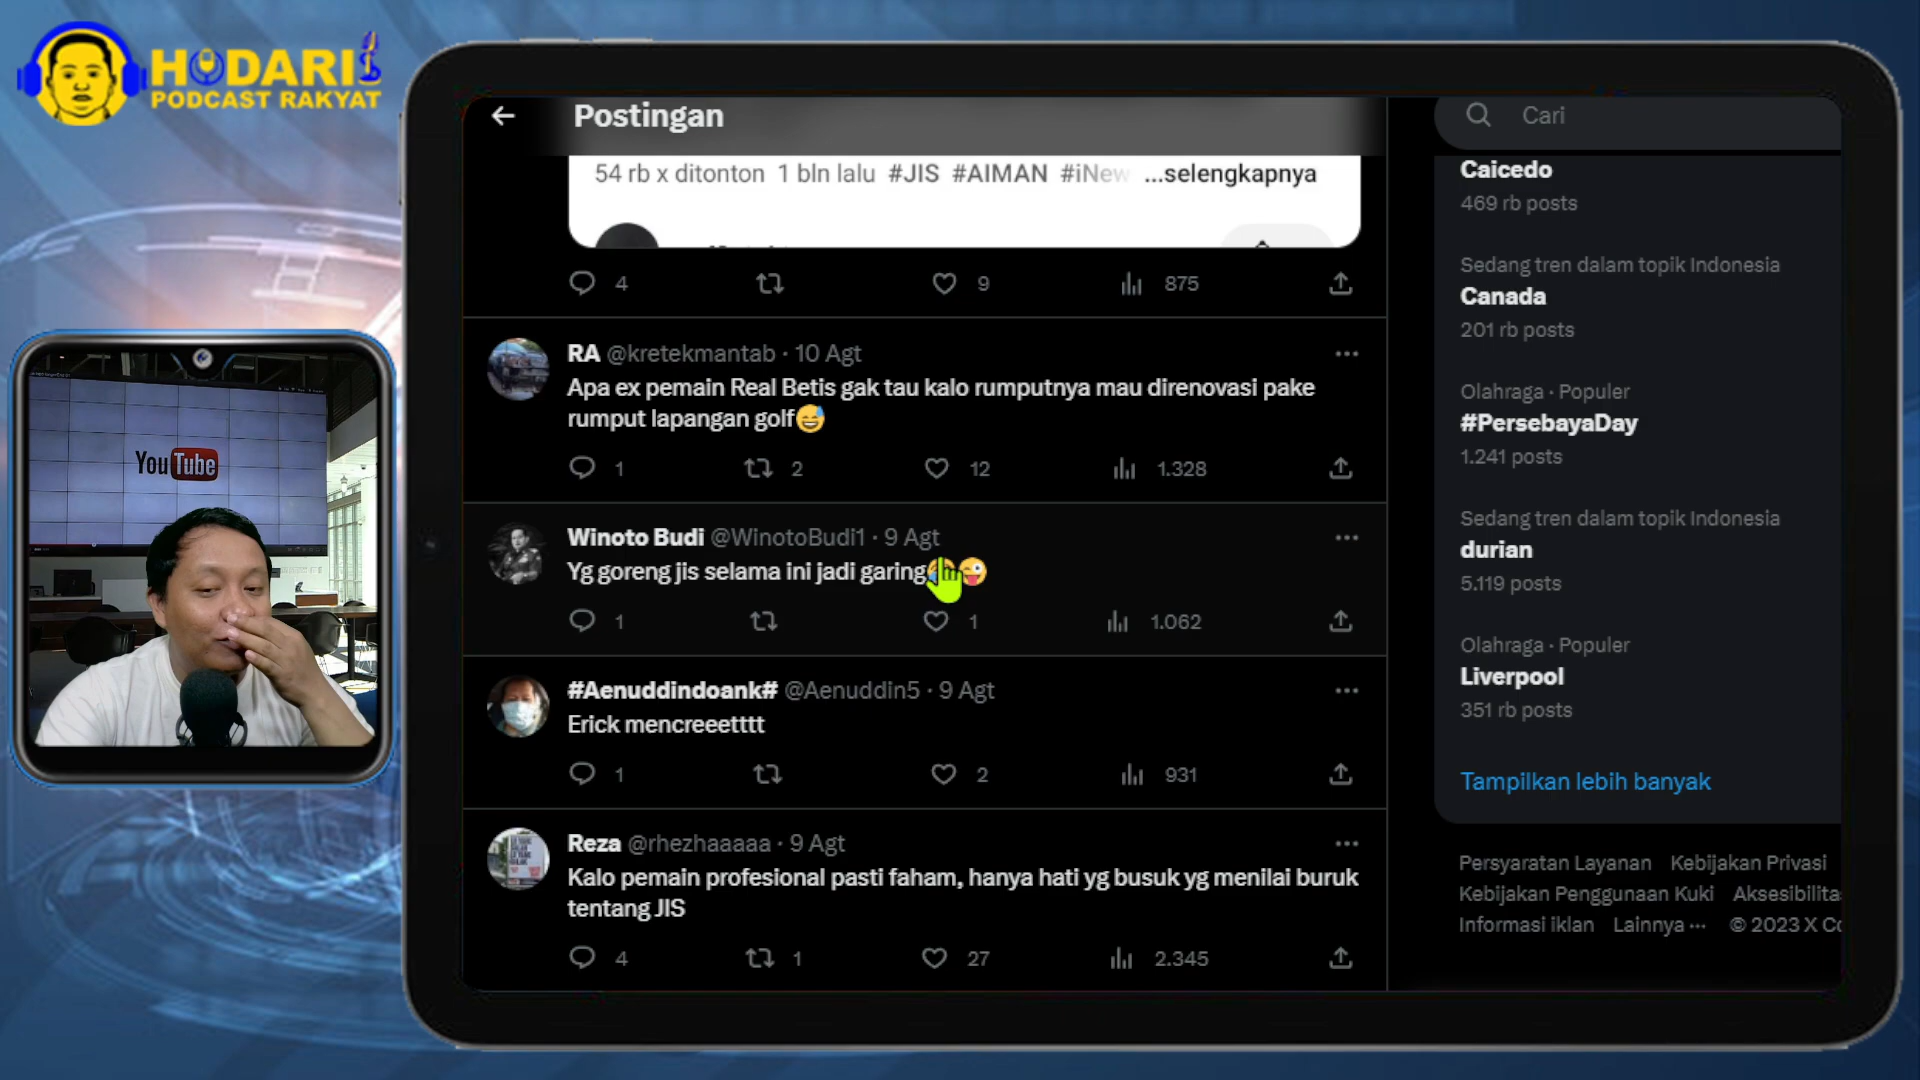 HODARI
PODCAST RAKYAT
YouTube
Postingan
54 rb x ditonton 1 bln lalu #JIS #AIMAN #iNew ...selengkapnya
4 9 875
RA @kretekmantab · 10 Agt
Apa ex pemain Real Betis gak tau kalo rumputnya mau direnovasi pake
rumput lapangan golf😅
1 2 12 1.328
Winoto Budi @WinotoBudi1 · 9 Agt
Yg goreng jis selama ini jadi garing😜
1 1 1.062
#Aenuddindoank# @Aenuddin5 · 9 Agt
Erick mencreeetttt
1 2 931
Reza @rhezhaaaaa · 9 Agt
Kalo pemain profesional pasti faham, hanya hati yg busuk yg menilai buruk
tentang JIS
4 1 27 2.345
Cari
Caicedo
469 rb posts
Sedang tren dalam topik Indonesia
Canada
201 rb posts
Olahraga · Populer
#PersebayaDay
1.241 posts
Sedang tren dalam topik Indonesia
durian
5.119 posts
Olahraga · Populer
Liverpool
351 rb posts
Tampilkan lebih banyak
Persyaratan Layanan Kebijakan Privasi
Kebijakan Penggunaan Kuki Aksesibilita
Informasi iklan Lainnya ··· © 2023 X Co